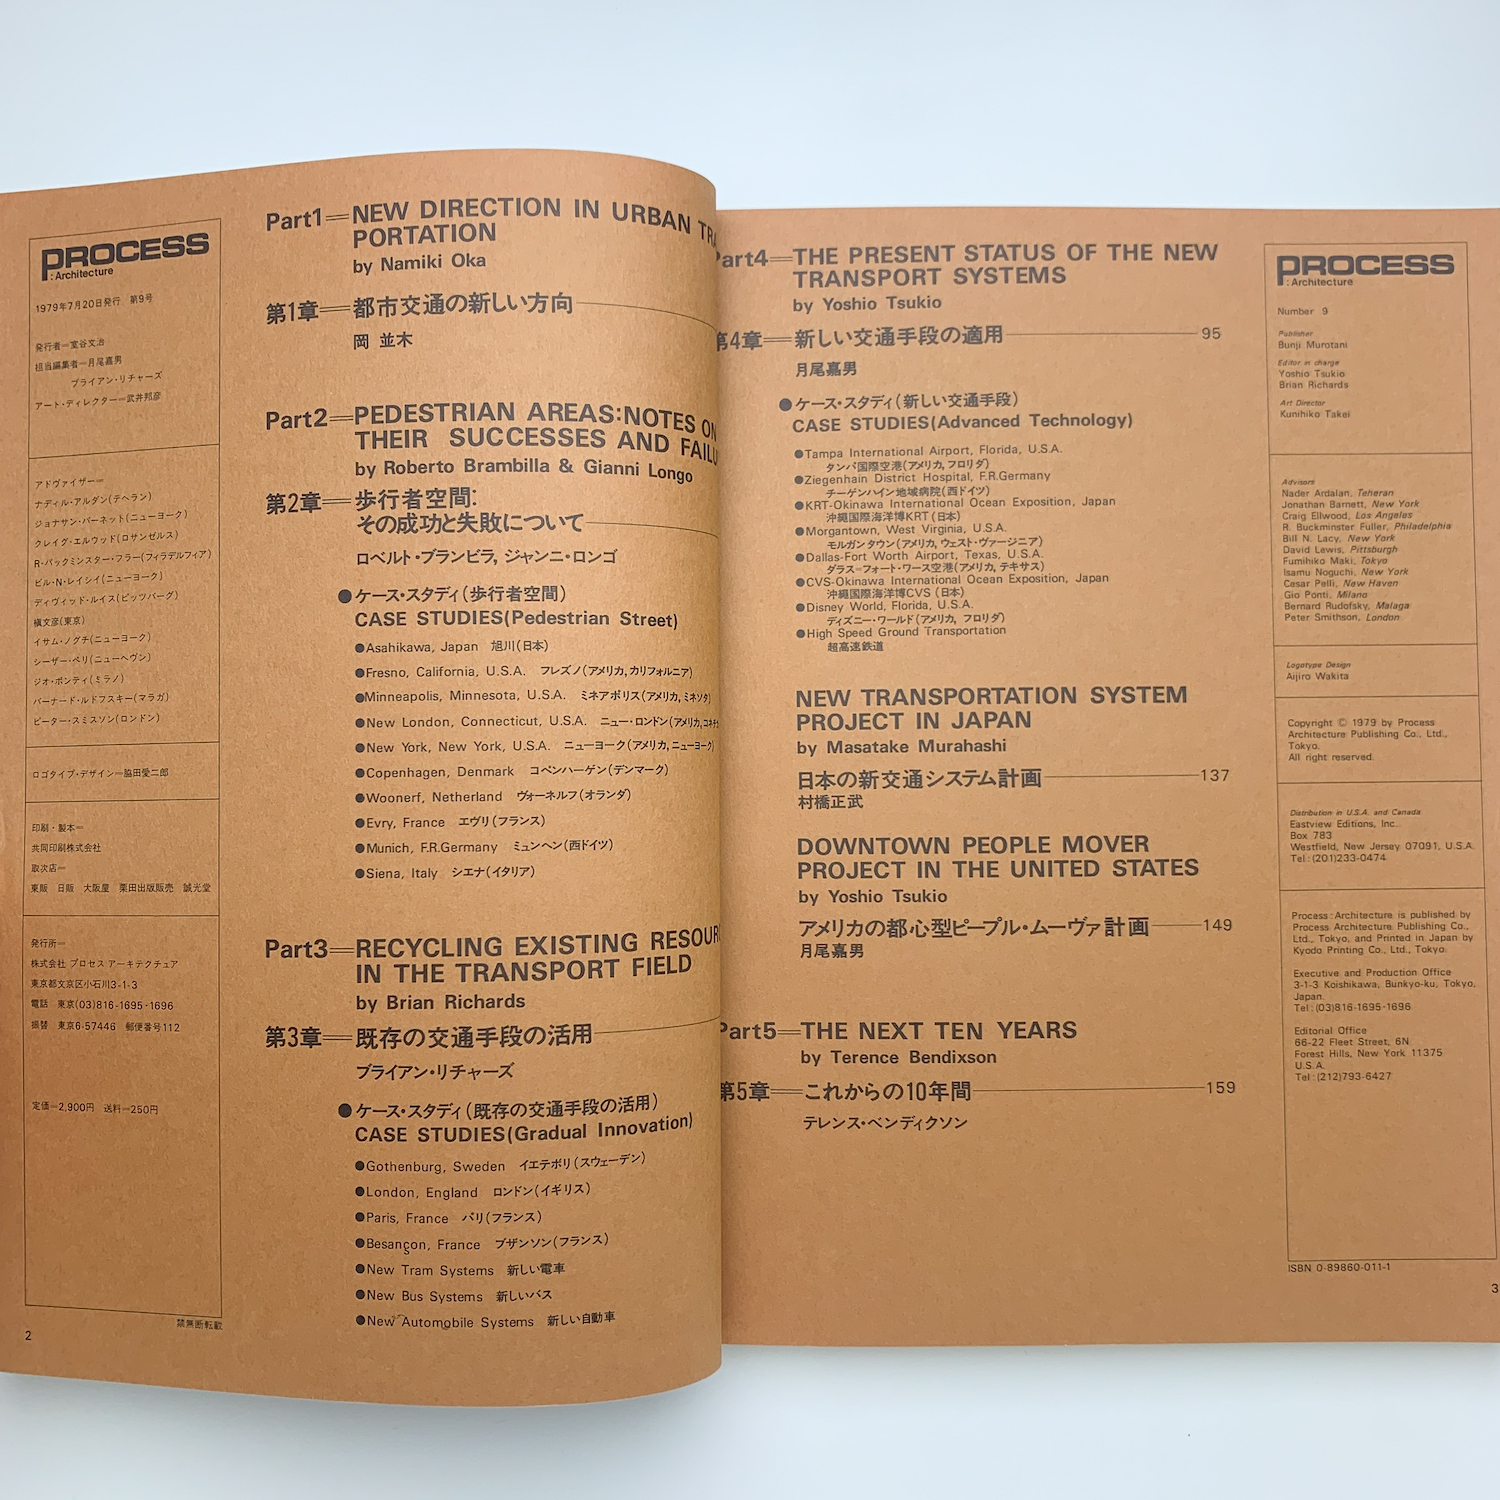 PROCESS
: Architecture
1979年7月20日発行 第9号
発行者=室谷文治
担当編集者=月尾嘉男
ブライアン・リチャーズ
アート・ディレクター=武井邦彦
アドヴァイザー=
ナディル・アルダン(テヘラン)
ジョナサン・バーネット(ニューヨーク)
クレイグ・エルウッド(ロサンゼルス)
R・バックミンスター・フラー(フィラデルフィア)
ビル・N・レイシイ(ニューヨーク)
ディヴィッド・ルイス(ピッツバーグ)
槇文彦(東京)
イサム・ノグチ(ニューヨーク)
シーザー・ペリ(ニューヘヴン)
ジオ・ポンティ(ミラノ)
バーナード・ルドフスキー(マラガ)
ピーター・スミスソン(ロンドン)
ロゴタイプ・デザイン=脇田愛二郎
印刷・製本=
共同印刷株式会社
取次店=
東販 日販 大阪屋 栗田出版販売 誠光堂
発行所=
株式会社 プロセス アーキテクチュア
東京都文京区小石川3-1-3
電話 東京(03)816-1695・1696
振替 東京6-57446 郵便番号112
定価=2,900円 送料=250円
禁無断転載
2
Part1=NEW DIRECTION IN URBAN TRA
PORTATION
by Namiki Oka
第1章=都市交通の新しい方向
岡 並木
Part2=PEDESTRIAN AREAS:NOTES ON
THEIR SUCCESSES AND FAILU
by Roberto Brambilla & Gianni Longo
第2章=歩行者空間:
その成功と失敗について
ロベルト・ブランビラ, ジャンニ・ロンゴ
●ケース・スタディ(歩行者空間)
CASE STUDIES(Pedestrian Street)
●Asahikawa, Japan 旭川(日本)
●Fresno, California, U.S.A. フレズノ(アメリカ,カリフォルニア)
●Minneapolis, Minnesota, U.S.A. ミネアポリス(アメリカ,ミネソタ)
●New London, Connecticut, U.S.A. ニュー・ロンドン(アメリカ,コネチ
●New York, New York, U.S.A. ニューヨーク(アメリカ,ニューヨーク)
●Copenhagen, Denmark コペンハーゲン(デンマーク)
●Woonerf, Netherland ヴォーネルフ(オランダ)
●Evry, France エヴリ(フランス)
●Munich, F.R.Germany ミュンヘン(西ドイツ)
●Siena, Italy シエナ(イタリア)
Part3=RECYCLING EXISTING RESOUR
IN THE TRANSPORT FIELD
by Brian Richards
第3章=既存の交通手段の活用
ブライアン・リチャーズ
●ケース・スタディ(既存の交通手段の活用)
CASE STUDIES(Gradual Innovation)
●Gothenburg, Sweden イエテボリ(スウェーデン)
●London, England ロンドン(イギリス)
●Paris, France パリ(フランス)
●Besançon, France ブザンソン(フランス)
●New Tram Systems 新しい電車
●New Bus Systems 新しいバス
●New Automobile Systems 新しい自動車
Part4=THE PRESENT STATUS OF THE NEW
TRANSPORT SYSTEMS
by Yoshio Tsukio
第4章=新しい交通手段の適用 95
月尾嘉男
●ケース・スタディ(新しい交通手段)
CASE STUDIES(Advanced Technology)
●Tampa International Airport, Florida, U.S.A.
タンパ国際空港(アメリカ,フロリダ)
●Ziegenhain District Hospital, F.R.Germany
チーゲンハイン地域病院(西ドイツ)
●KRT-Okinawa International Ocean Exposition, Japan
沖縄国際海洋博KRT(日本)
●Morgantown, West Virginia, U.S.A.
モルガンタウン(アメリカ,ウェスト・ヴァージニア)
●Dallas-Fort Worth Airport, Texas, U.S.A.
ダラス=フォート・ワース空港(アメリカ,テキサス)
●CVS-Okinawa International Ocean Exposition, Japan
沖縄国際海洋博CVS(日本)
●Disney World, Florida, U.S.A.
ディズニー・ワールド(アメリカ, フロリダ)
●High Speed Ground Transportation
超高速鉄道
NEW TRANSPORTATION SYSTEM
PROJECT IN JAPAN
by Masatake Murahashi
日本の新交通システム計画 137
村橋正武
DOWNTOWN PEOPLE MOVER
PROJECT IN THE UNITED STATES
by Yoshio Tsukio
アメリカの都心型ピープル・ムーヴァ計画 149
月尾嘉男
Part5=THE NEXT TEN YEARS
by Terence Bendixson
第5章=これからの10年間 159
テレンス・ベンディクソン
PROCESS
: Architecture
Number 9
Publisher
Bunji Murotani
Editor in charge
Yoshio Tsukio
Brian Richards
Art Director
Kunihiko Takei
Advisors
Nader Ardalan, Teheran
Jonathan Barnett, New York
Craig Ellwood, Los Angeles
R. Buckminster Fuller, Philadelphia
Bill N. Lacy, New York
David Lewis, Pittsburgh
Fumihiko Maki, Tokyo
Isamu Noguchi, New York
Cesar Pelli, New Haven
Gio Ponti, Milano
Bernard Rudofsky, Malaga
Peter Smithson, London
Logotype Design
Aijiro Wakita
Copyright © 1979 by Process
Architecture Publishing Co., Ltd.,
Tokyo.
All right reserved.
Distribution in U.S.A. and Canada
Eastview Editions, Inc.
Box 783
Westfield, New Jersey 07091, U.S.A.
Tel:(201)233-0474
Process:Architecture is published by
Process Architecture Publishing Co.,
Ltd., Tokyo, and Printed in Japan by
Kyodo Printing Co., Ltd., Tokyo.
Executive and Production Office
3-1-3 Koishikawa, Bunkyo-ku, Tokyo,
Japan.
Tel:(03)816-1695・1696
Editorial Office
66-22 Fleet Street, 6N
Forest Hills, New York 11375
U.S.A.
Tel:(212)793-6427
ISBN 0-89860-011-1
3